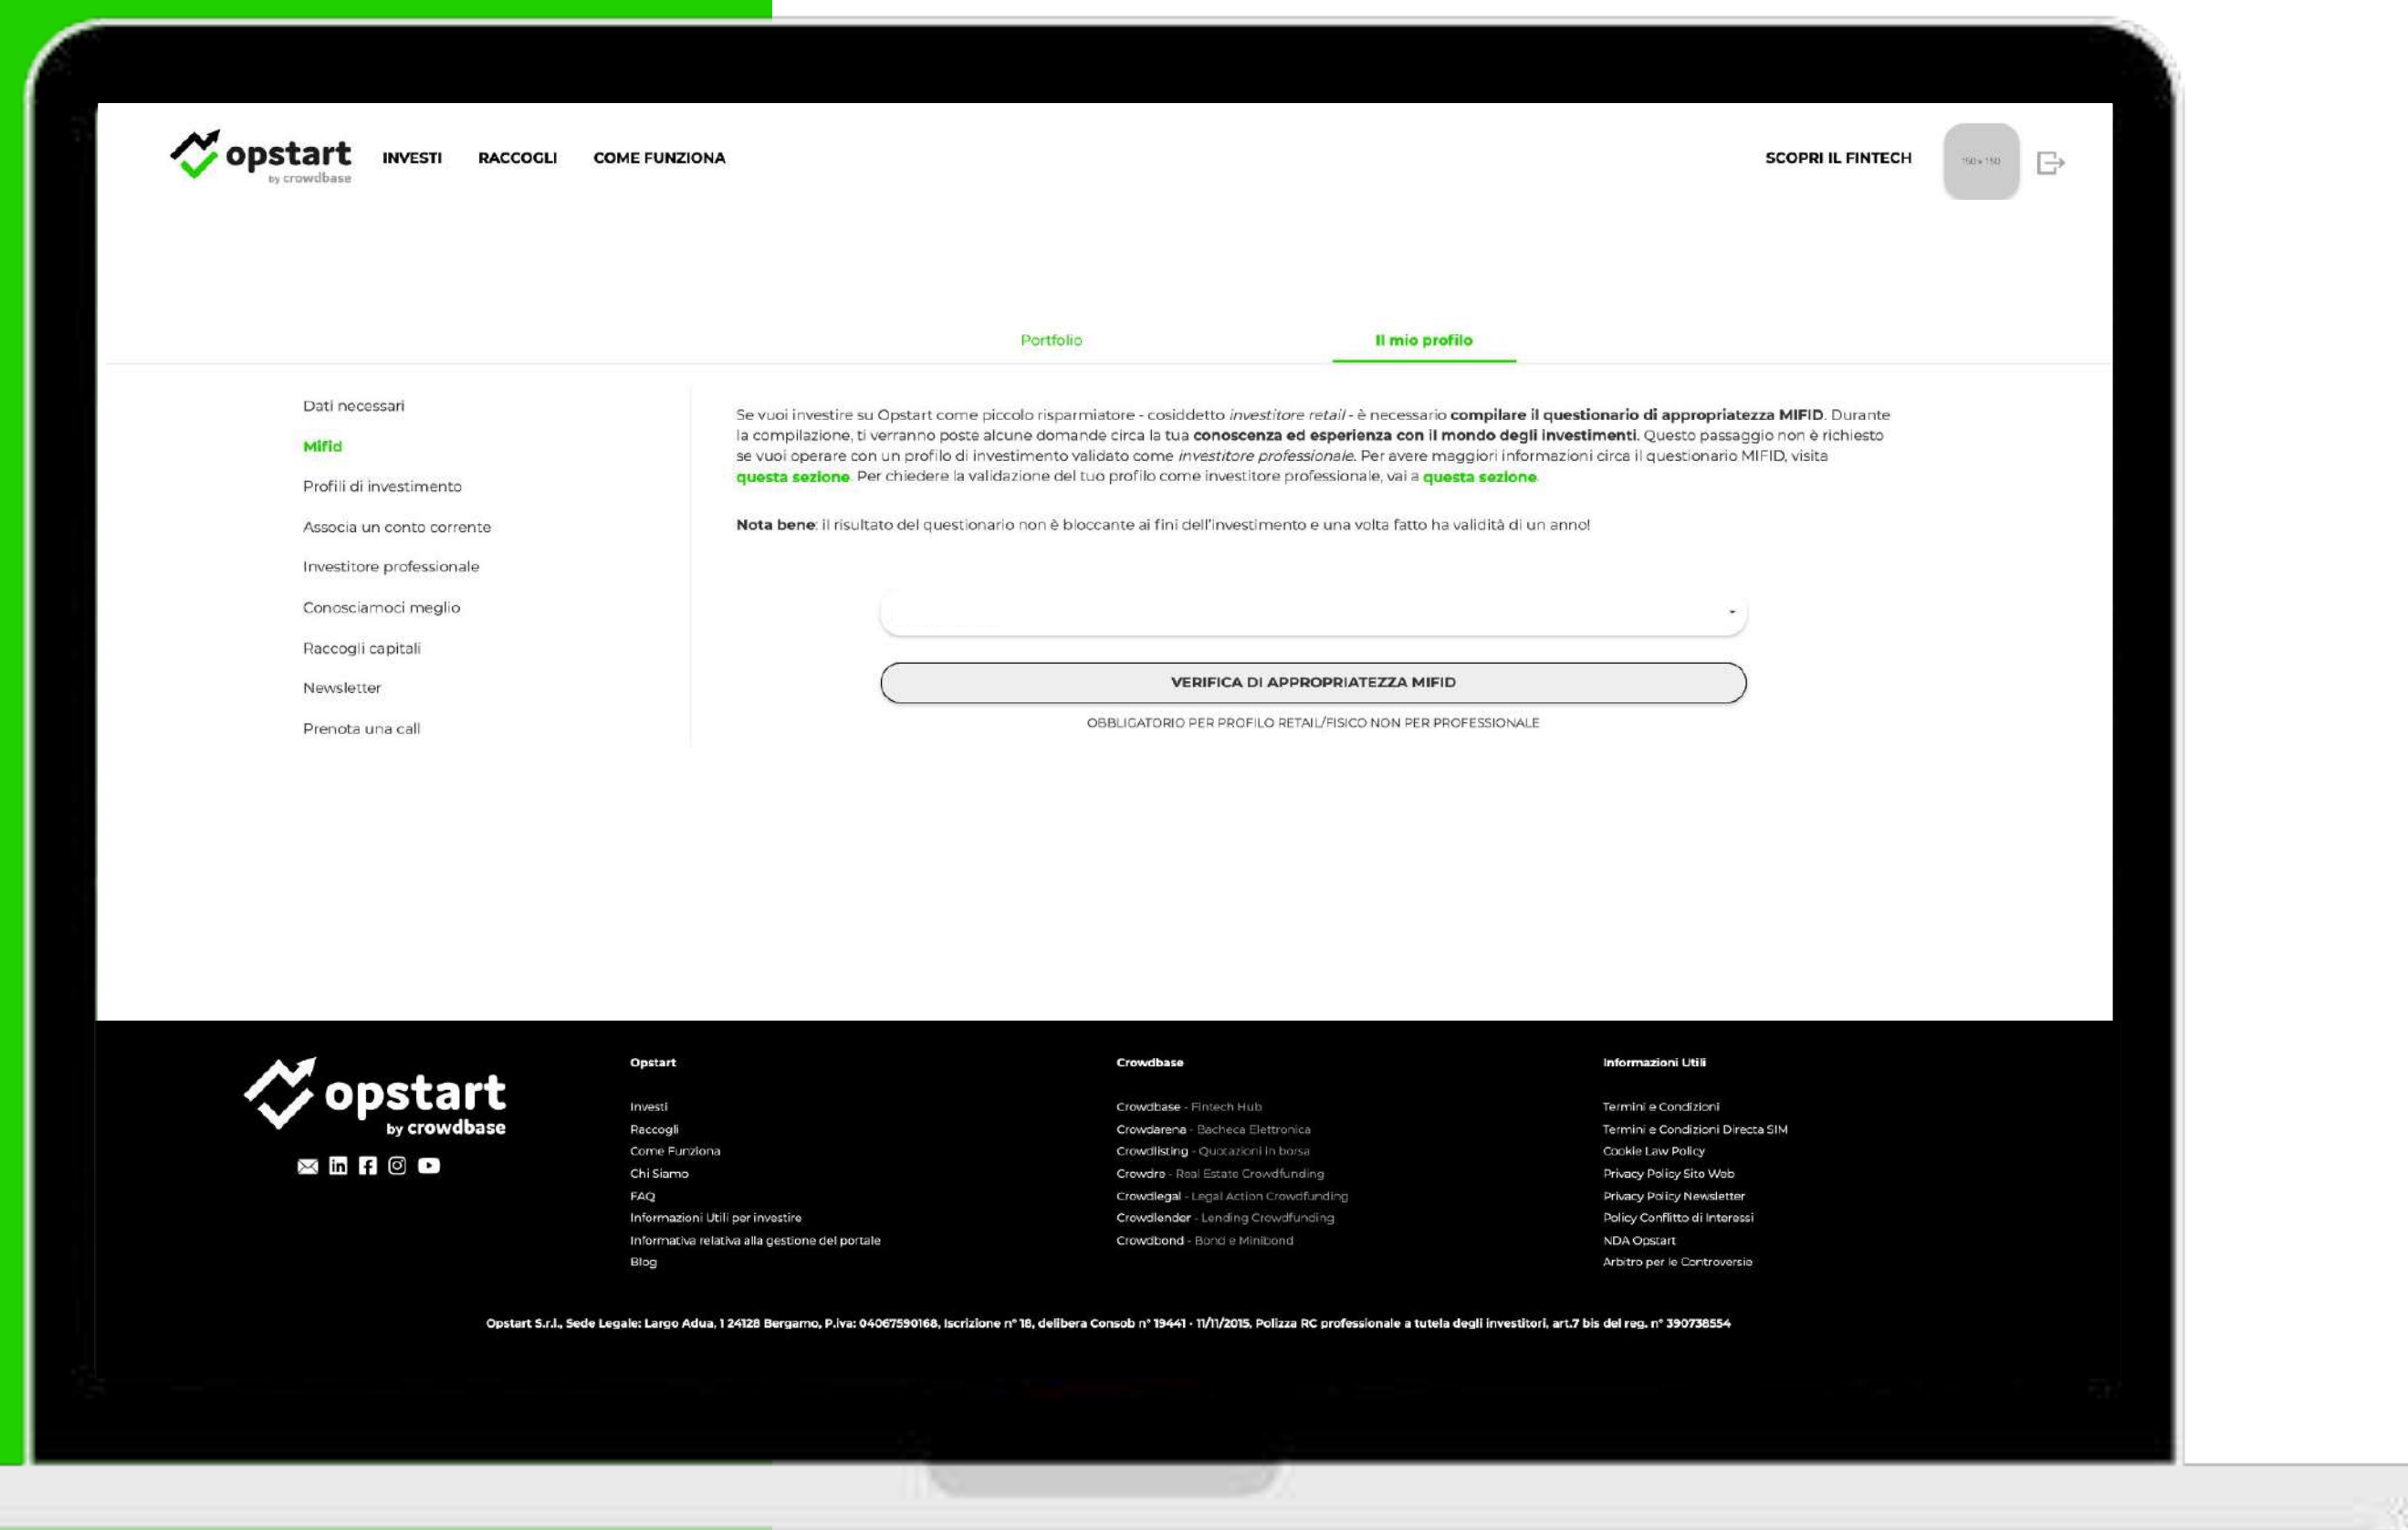 opstart
by crowdbase
INVESTI
RACCOGLI
COME FUNZIONA
SCOPRI IL FINTECH
150 × 150
Portfolio
Il mio profilo
Dati necessari
Mifid
Profili di investimento
Associa un conto corrente
Investitore professionale
Conosciamoci meglio
Raccogli capitali
Newsletter
Prenota una call
Se vuoi investire su Opstart come piccolo risparmiatore - cosiddetto investitore retail - è necessario compilare il questionario di appropriatezza MIFID. Durante
la compilazione, ti verranno poste alcune domande circa la tua conoscenza ed esperienza con il mondo degli investimenti. Questo passaggio non è richiesto
se vuoi operare con un profilo di investimento validato come investitore professionale. Per avere maggiori informazioni circa il questionario MIFID, visita
questa sezione. Per chiedere la validazione del tuo profilo come investitore professionale, vai a questa sezione.
Nota bene: il risultato del questionario non è bloccante ai fini dell'investimento e una volta fatto ha validità di un anno!
VERIFICA DI APPROPRIATEZZA MIFID
OBBLIGATORIO PER PROFILO RETAIL/FISICO NON PER PROFESSIONALE
opstart
by crowdbase
Opstart
Investi
Raccogli
Come Funziona
Chi Siamo
FAQ
Informazioni Utili per investire
Informativa relativa alla gestione del portale
Blog
Crowdbase
Crowdbase - Fintech Hub
Crowdarena - Bacheca Elettronica
Crowdlisting - Quotazioni in borsa
Crowdre - Real Estate Crowdfunding
Crowdlegal - Legal Action Crowdfunding
Crowdlender - Lending Crowdfunding
Crowdbond - Bond e Minibond
Informazioni Utili
Termini e Condizioni
Termini e Condizioni Directa SIM
Cookie Law Policy
Privacy Policy Sito Web
Privacy Policy Newsletter
Policy Conflitto di Interessi
NDA Opstart
Arbitro per le Controversie
Opstart S.r.l., Sede Legale: Largo Adua, 1 24128 Bergamo, P.iva: 04067590168, Iscrizione n° 18, delibera Consob n° 19441 - 11/11/2015, Polizza RC professionale a tutela degli investitori, art.7 bis del reg. n° 390738554